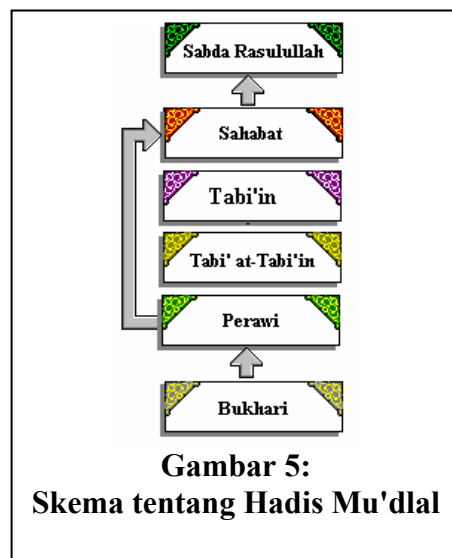 Sabda Rasulullah
Sahabat
Tabi'in
Tabi' at-Tabi'in
Perawi
Bukhari
Gambar 5:
Skema tentang Hadis Mu'dlal